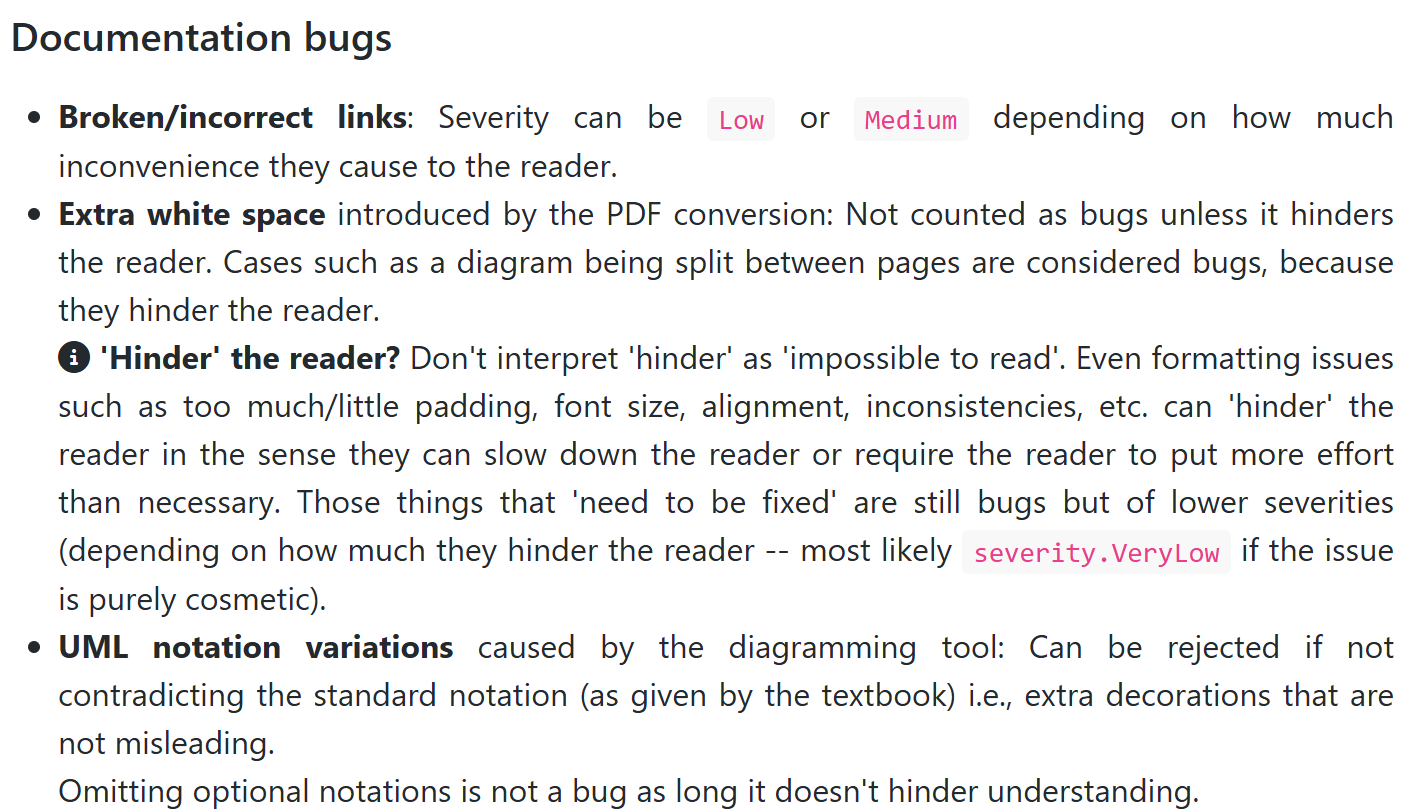 Documentation bugs
Broken/incorrect links: Severity can be Low or Medium depending on how much
inconvenience they cause to the reader.
Extra white space introduced by the PDF conversion: Not counted as bugs unless it hinders
the reader. Cases such as a diagram being split between pages are considered bugs, because
they hinder the reader.
'Hinder' the reader? Don't interpret 'hinder' as 'impossible to read'. Even formatting issues
such as too much/little padding, font size, alignment, inconsistencies, etc. can 'hinder' the
reader in the sense they can slow down the reader or require the reader to put more effort
than necessary. Those things that 'need to be fixed' are still bugs but of lower severities
(depending on how much they hinder the reader -- most likely severity.VeryLow if the issue
is purely cosmetic).
UML notation variations caused by the diagramming tool: Can be rejected if not
contradicting the standard notation (as given by the textbook) i.e., extra decorations that are
not misleading.
Omitting optional notations is not a bug as long it doesn't hinder understanding.